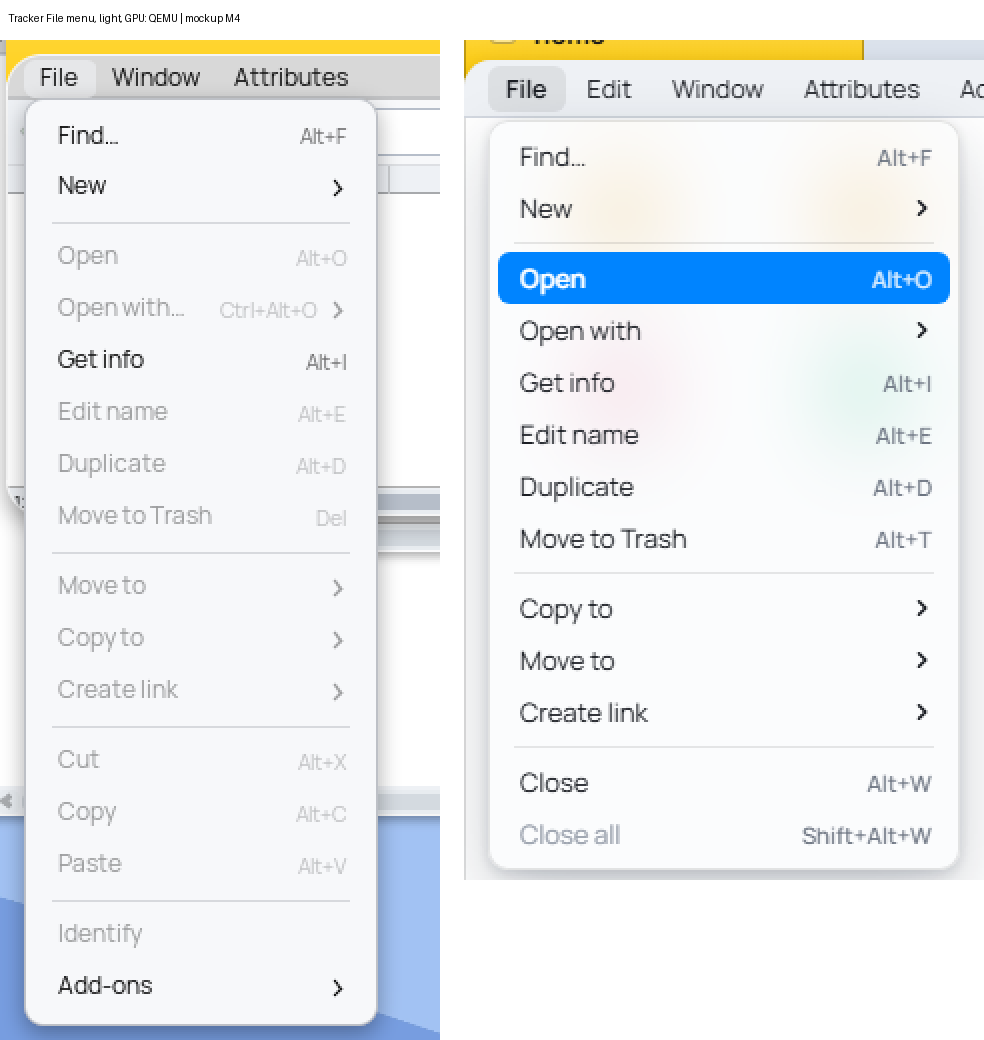 Tracker File menu, light, GPU: QEMU | mockup M4
File Window Attributes
Find… Alt+F
New
Open Alt+O
Open with… Ctrl+Alt+O
Get info Alt+I
Edit name Alt+E
Duplicate Alt+D
Move to Trash Del
Move to
Copy to
Create link
Cut Alt+X
Copy Alt+C
Paste Alt+V
Identify
Add-ons
File Edit Window Attributes
Find… Alt+F
New
Open Alt+O
Open with
Get info Alt+I
Edit name Alt+E
Duplicate Alt+D
Move to Trash Alt+T
Copy to
Move to
Create link
Close Alt+W
Close all Shift+Alt+W